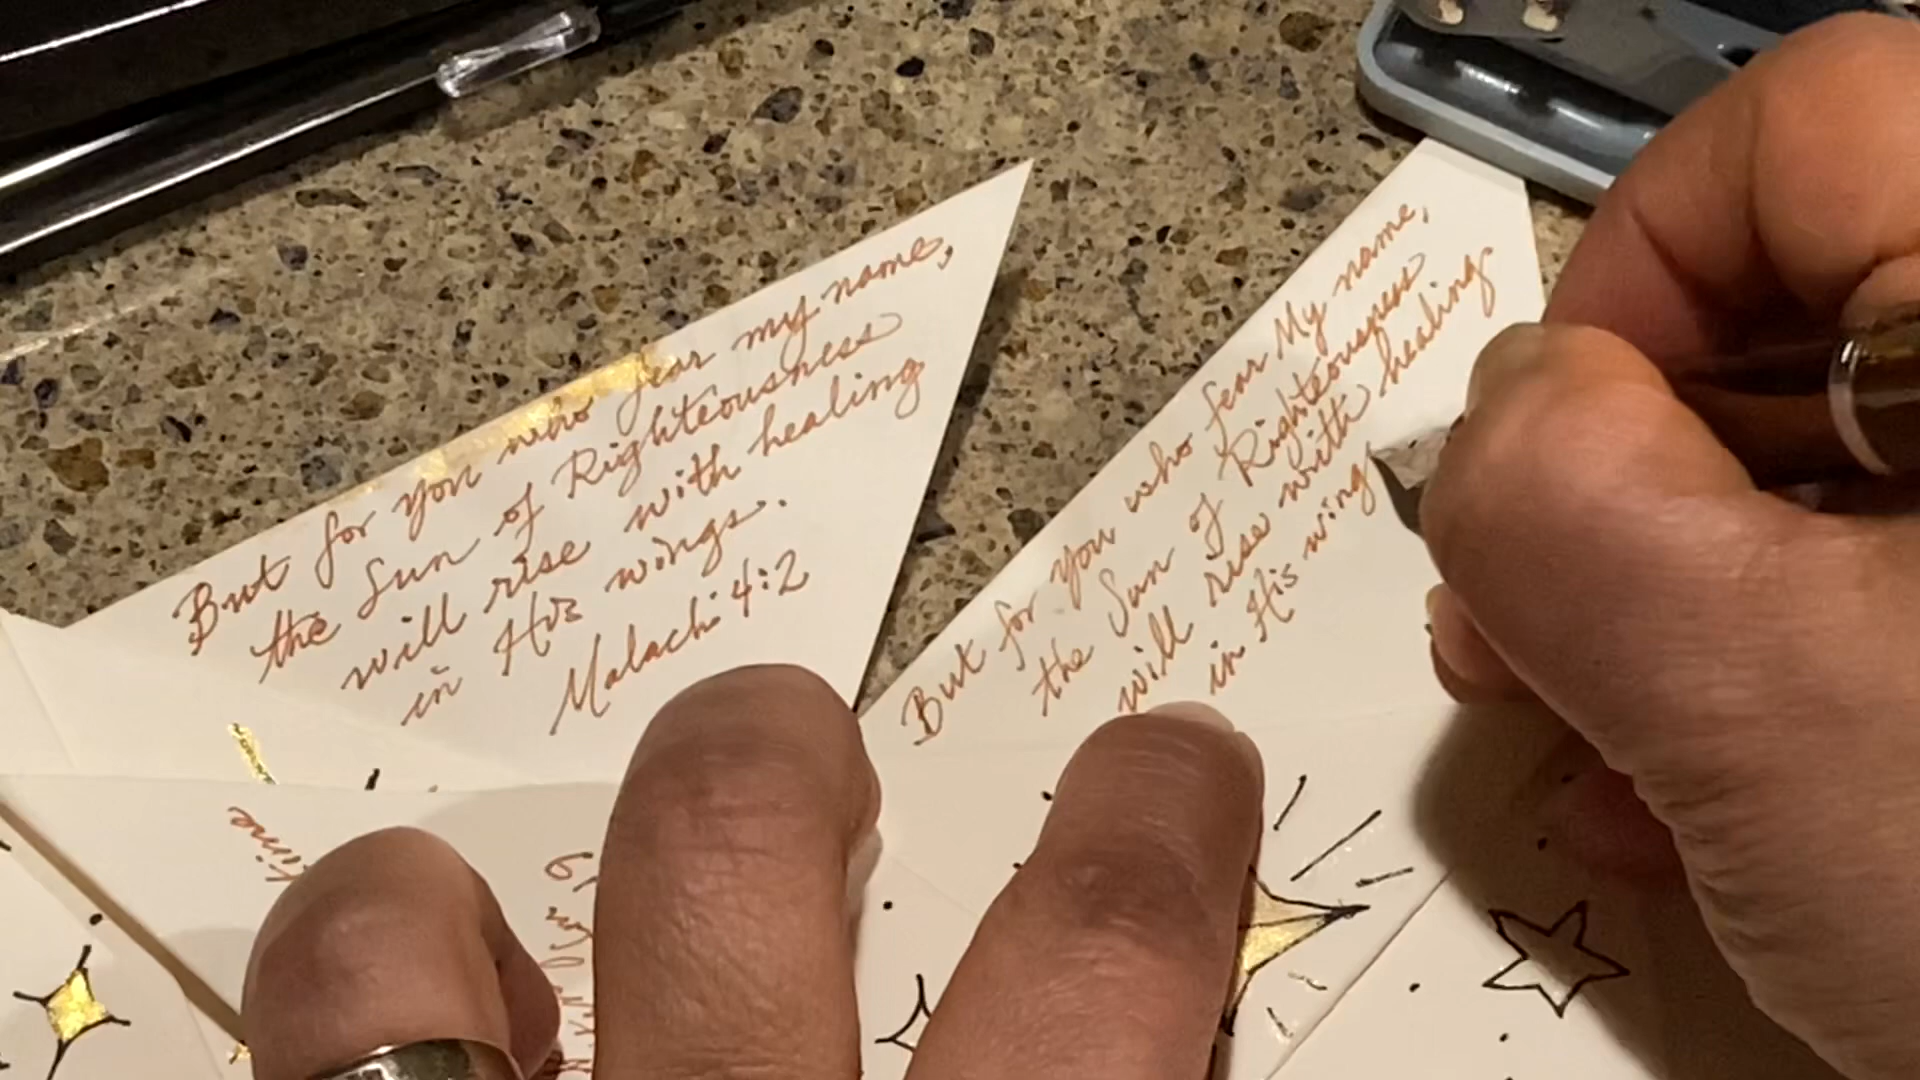 But for you who fear my name,
the Sun of Righteousness
will rise with healing
in His wings.
Malachi 4:2
But for you who fear My name,
the Sun of Righteousness
will rise with healing
in His wings
time